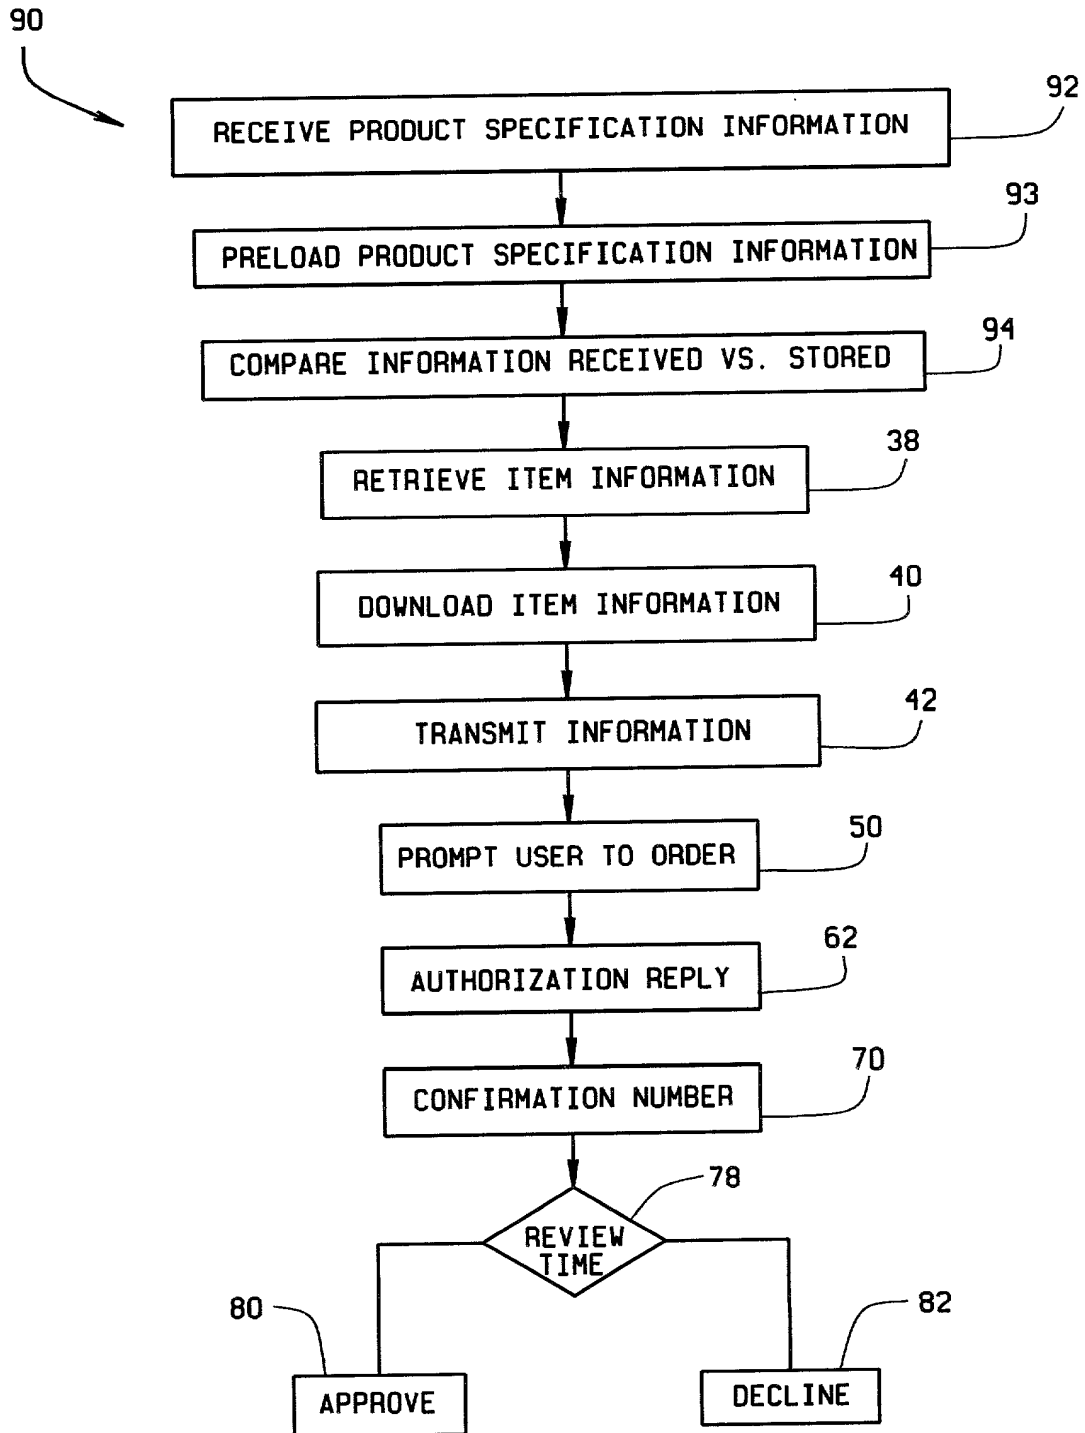 90
RECEIVE PRODUCT SPECIFICATION INFORMATION
92
PRELOAD PRODUCT SPECIFICATION INFORMATION
93
COMPARE INFORMATION RECEIVED VS. STORED
94
RETRIEVE ITEM INFORMATION
38
DOWNLOAD ITEM INFORMATION
40
TRANSMIT INFORMATION
42
PROMPT USER TO ORDER
50
AUTHORIZATION REPLY
62
CONFIRMATION NUMBER
70
REVIEW
TIME
78
80
APPROVE
82
DECLINE